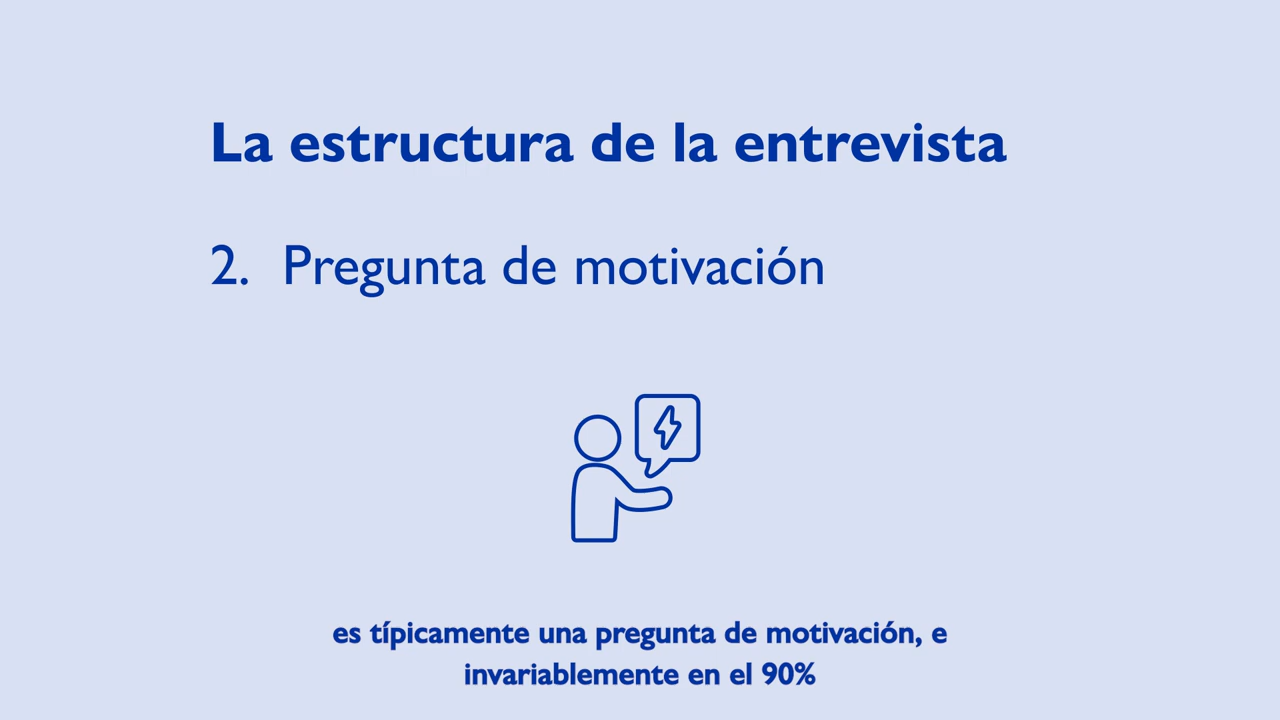 La estructura de la entrevista
2. Pregunta de motivación
es típicamente una pregunta de motivación, e
invariablemente en el 90%